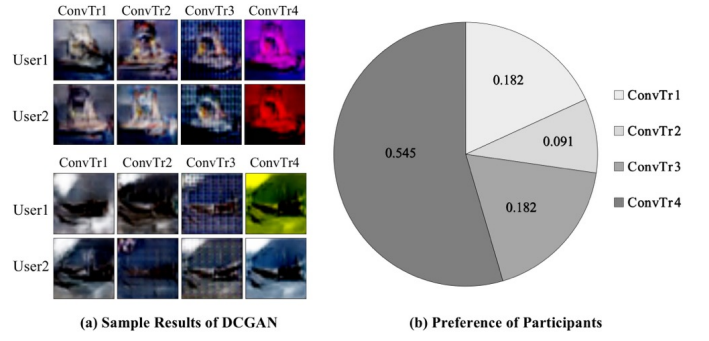 ConvTr1 ConvTr2 ConvTr3 ConvTr4
User1
User2
ConvTr1 ConvTr2 ConvTr3 ConvTr4
User1
User2
(a) Sample Results of DCGAN
0.182
0.091
0.182
0.545
ConvTr1
ConvTr2
ConvTr3
ConvTr4
(b) Preference of Participants